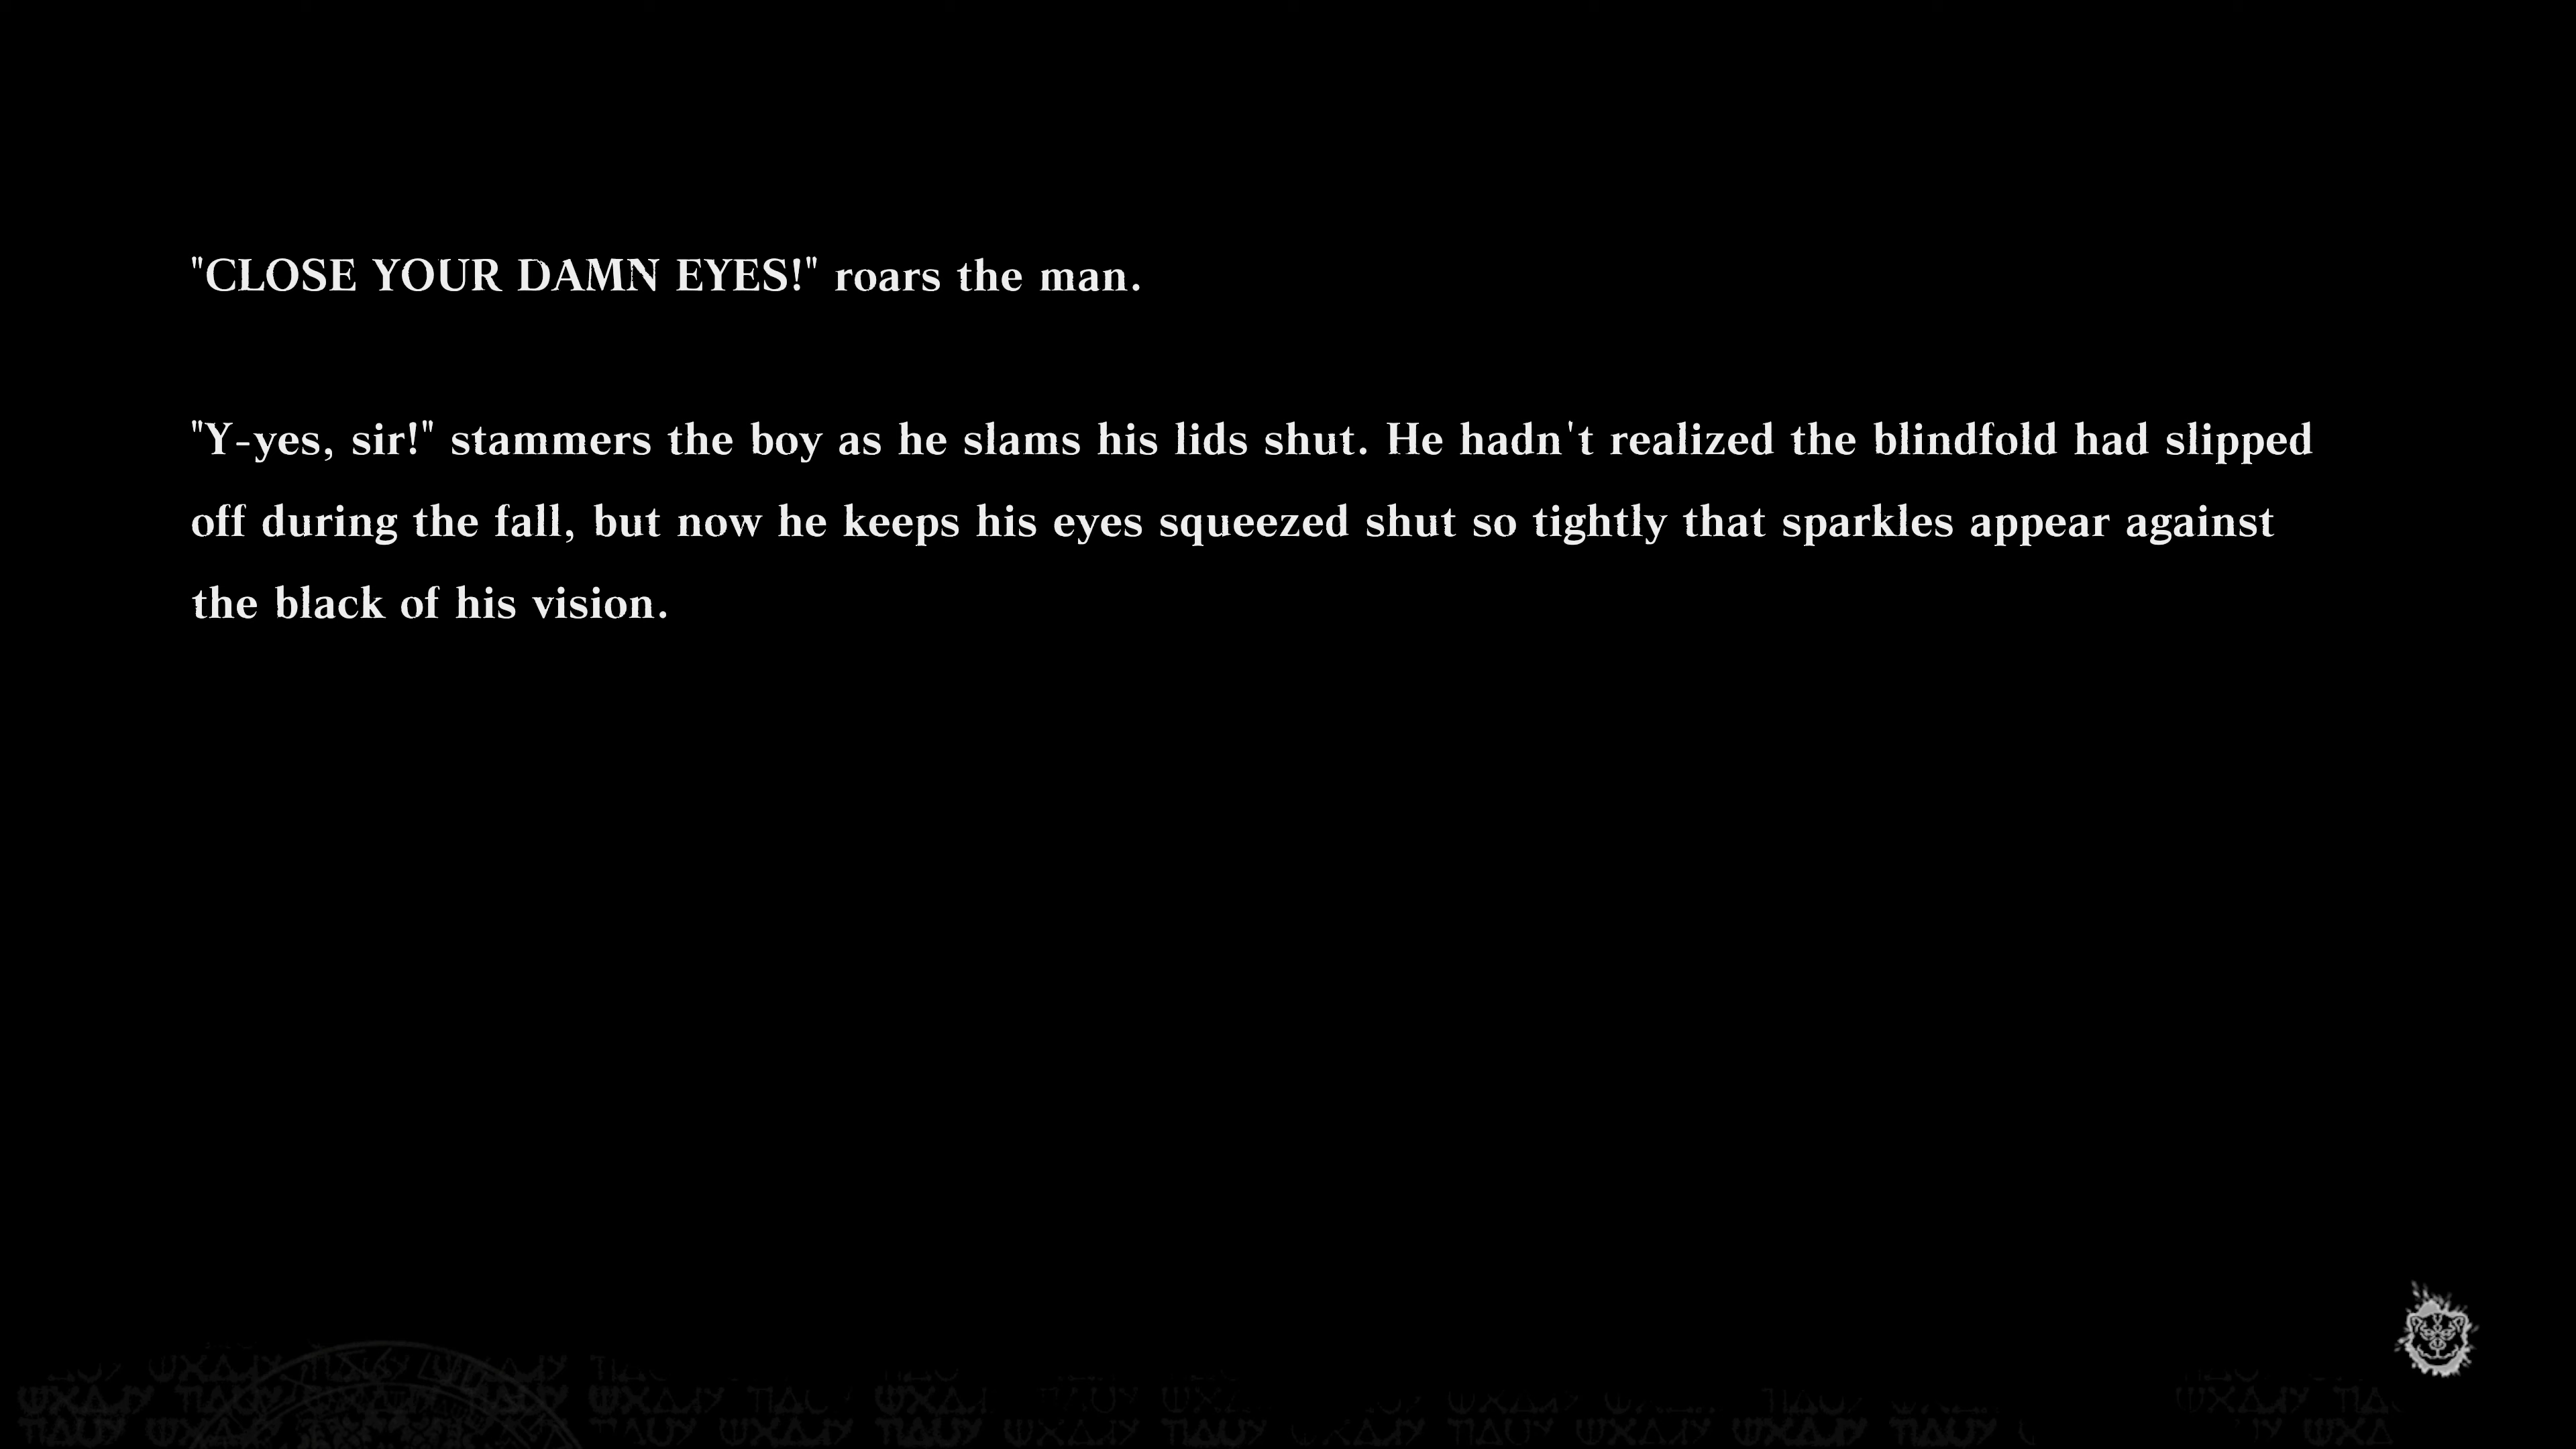 "CLOSE YOUR DAMN EYES!" roars the man.
"Y-yes, sir!" stammers the boy as he slams his lids shut. He hadn't realized the blindfold had slipped
off during the fall, but now he keeps his eyes squeezed shut so tightly that sparkles appear against
the black of his vision.